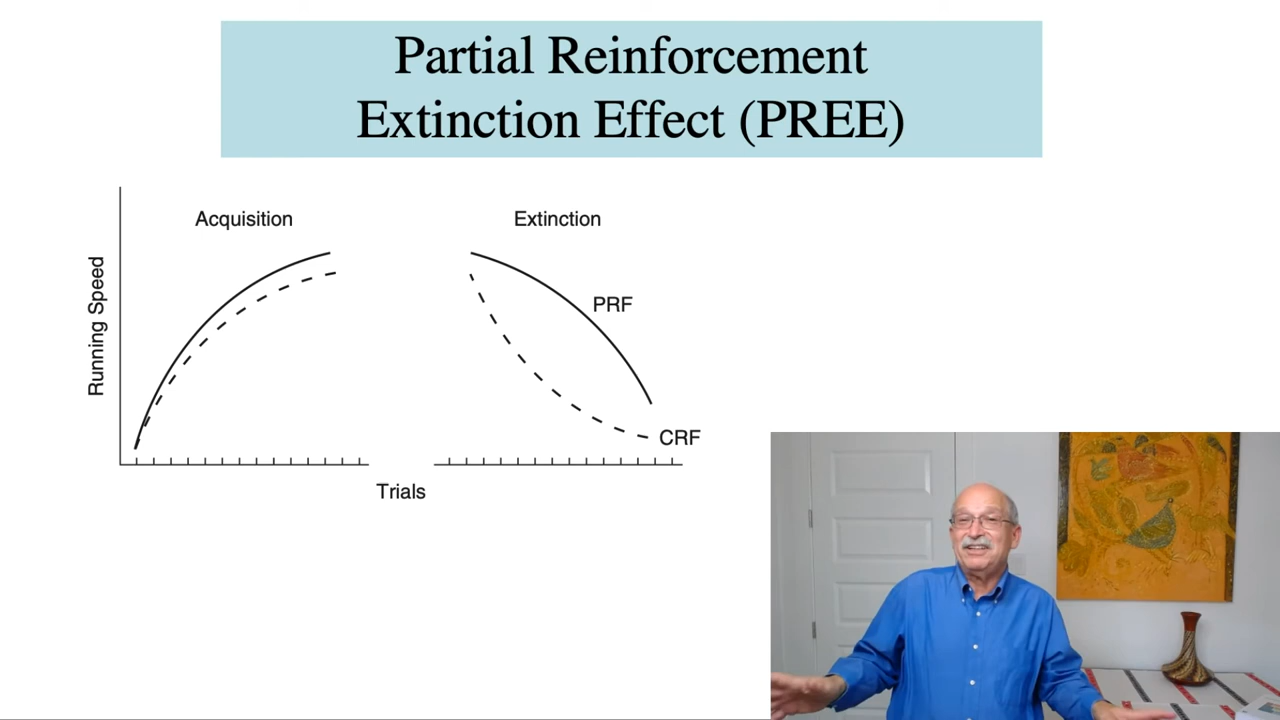 Partial Reinforcement
Extinction Effect (PREE)
Acquisition
Extinction
Running Speed
PRF
CRF
Trials